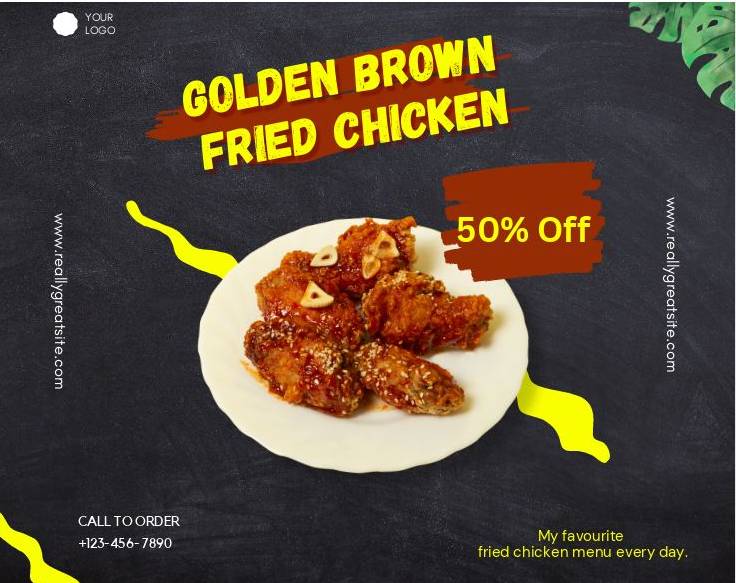 YOUR
LOGO
GOLDEN BROWN
FRIED CHICKEN
50% Off
www.reallygreatsite.com
www.reallygreatsite.com
CALL TO ORDER
+123-456-7890
My favourite
fried chicken menu every day.